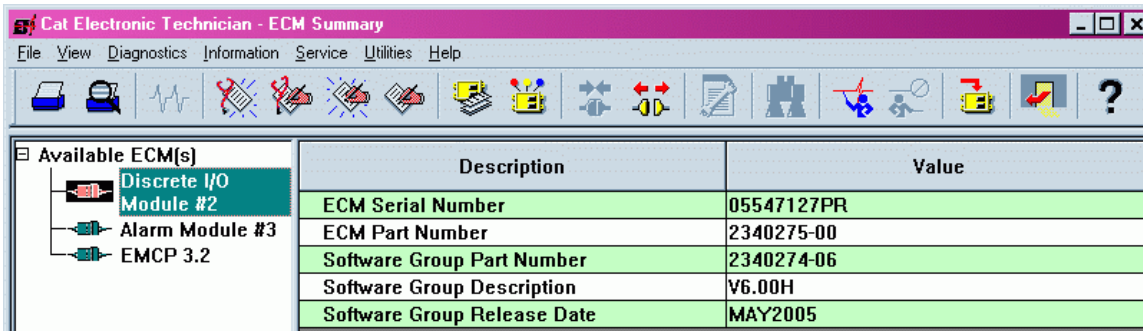 Cat Electronic Technician - ECM Summary
File View Diagnostics Information Service Utilities Help
Available ECM(s)
Discrete I/O
Module #2
Alarm Module #3
EMCP 3.2
Description Value
ECM Serial Number 05547127PR
ECM Part Number 2340275-00
Software Group Part Number 2340274-06
Software Group Description V6.00H
Software Group Release Date MAY2005